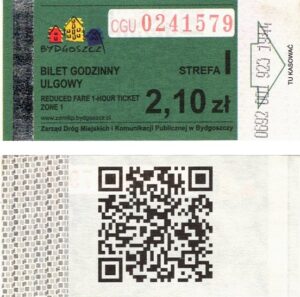 CGU 0241579
BYDGOSZCZ
BILET GODZINNY
ULGOWY
STREFA I
REDUCED FARE 1-HOUR TICKET
ZONE 1
2,10 zł
www.zdmikp.bydgoszcz.pl
Zarząd Dróg Miejskich i Komunikacji Publicznej w Bydgoszczy
TU KASOWAĆ